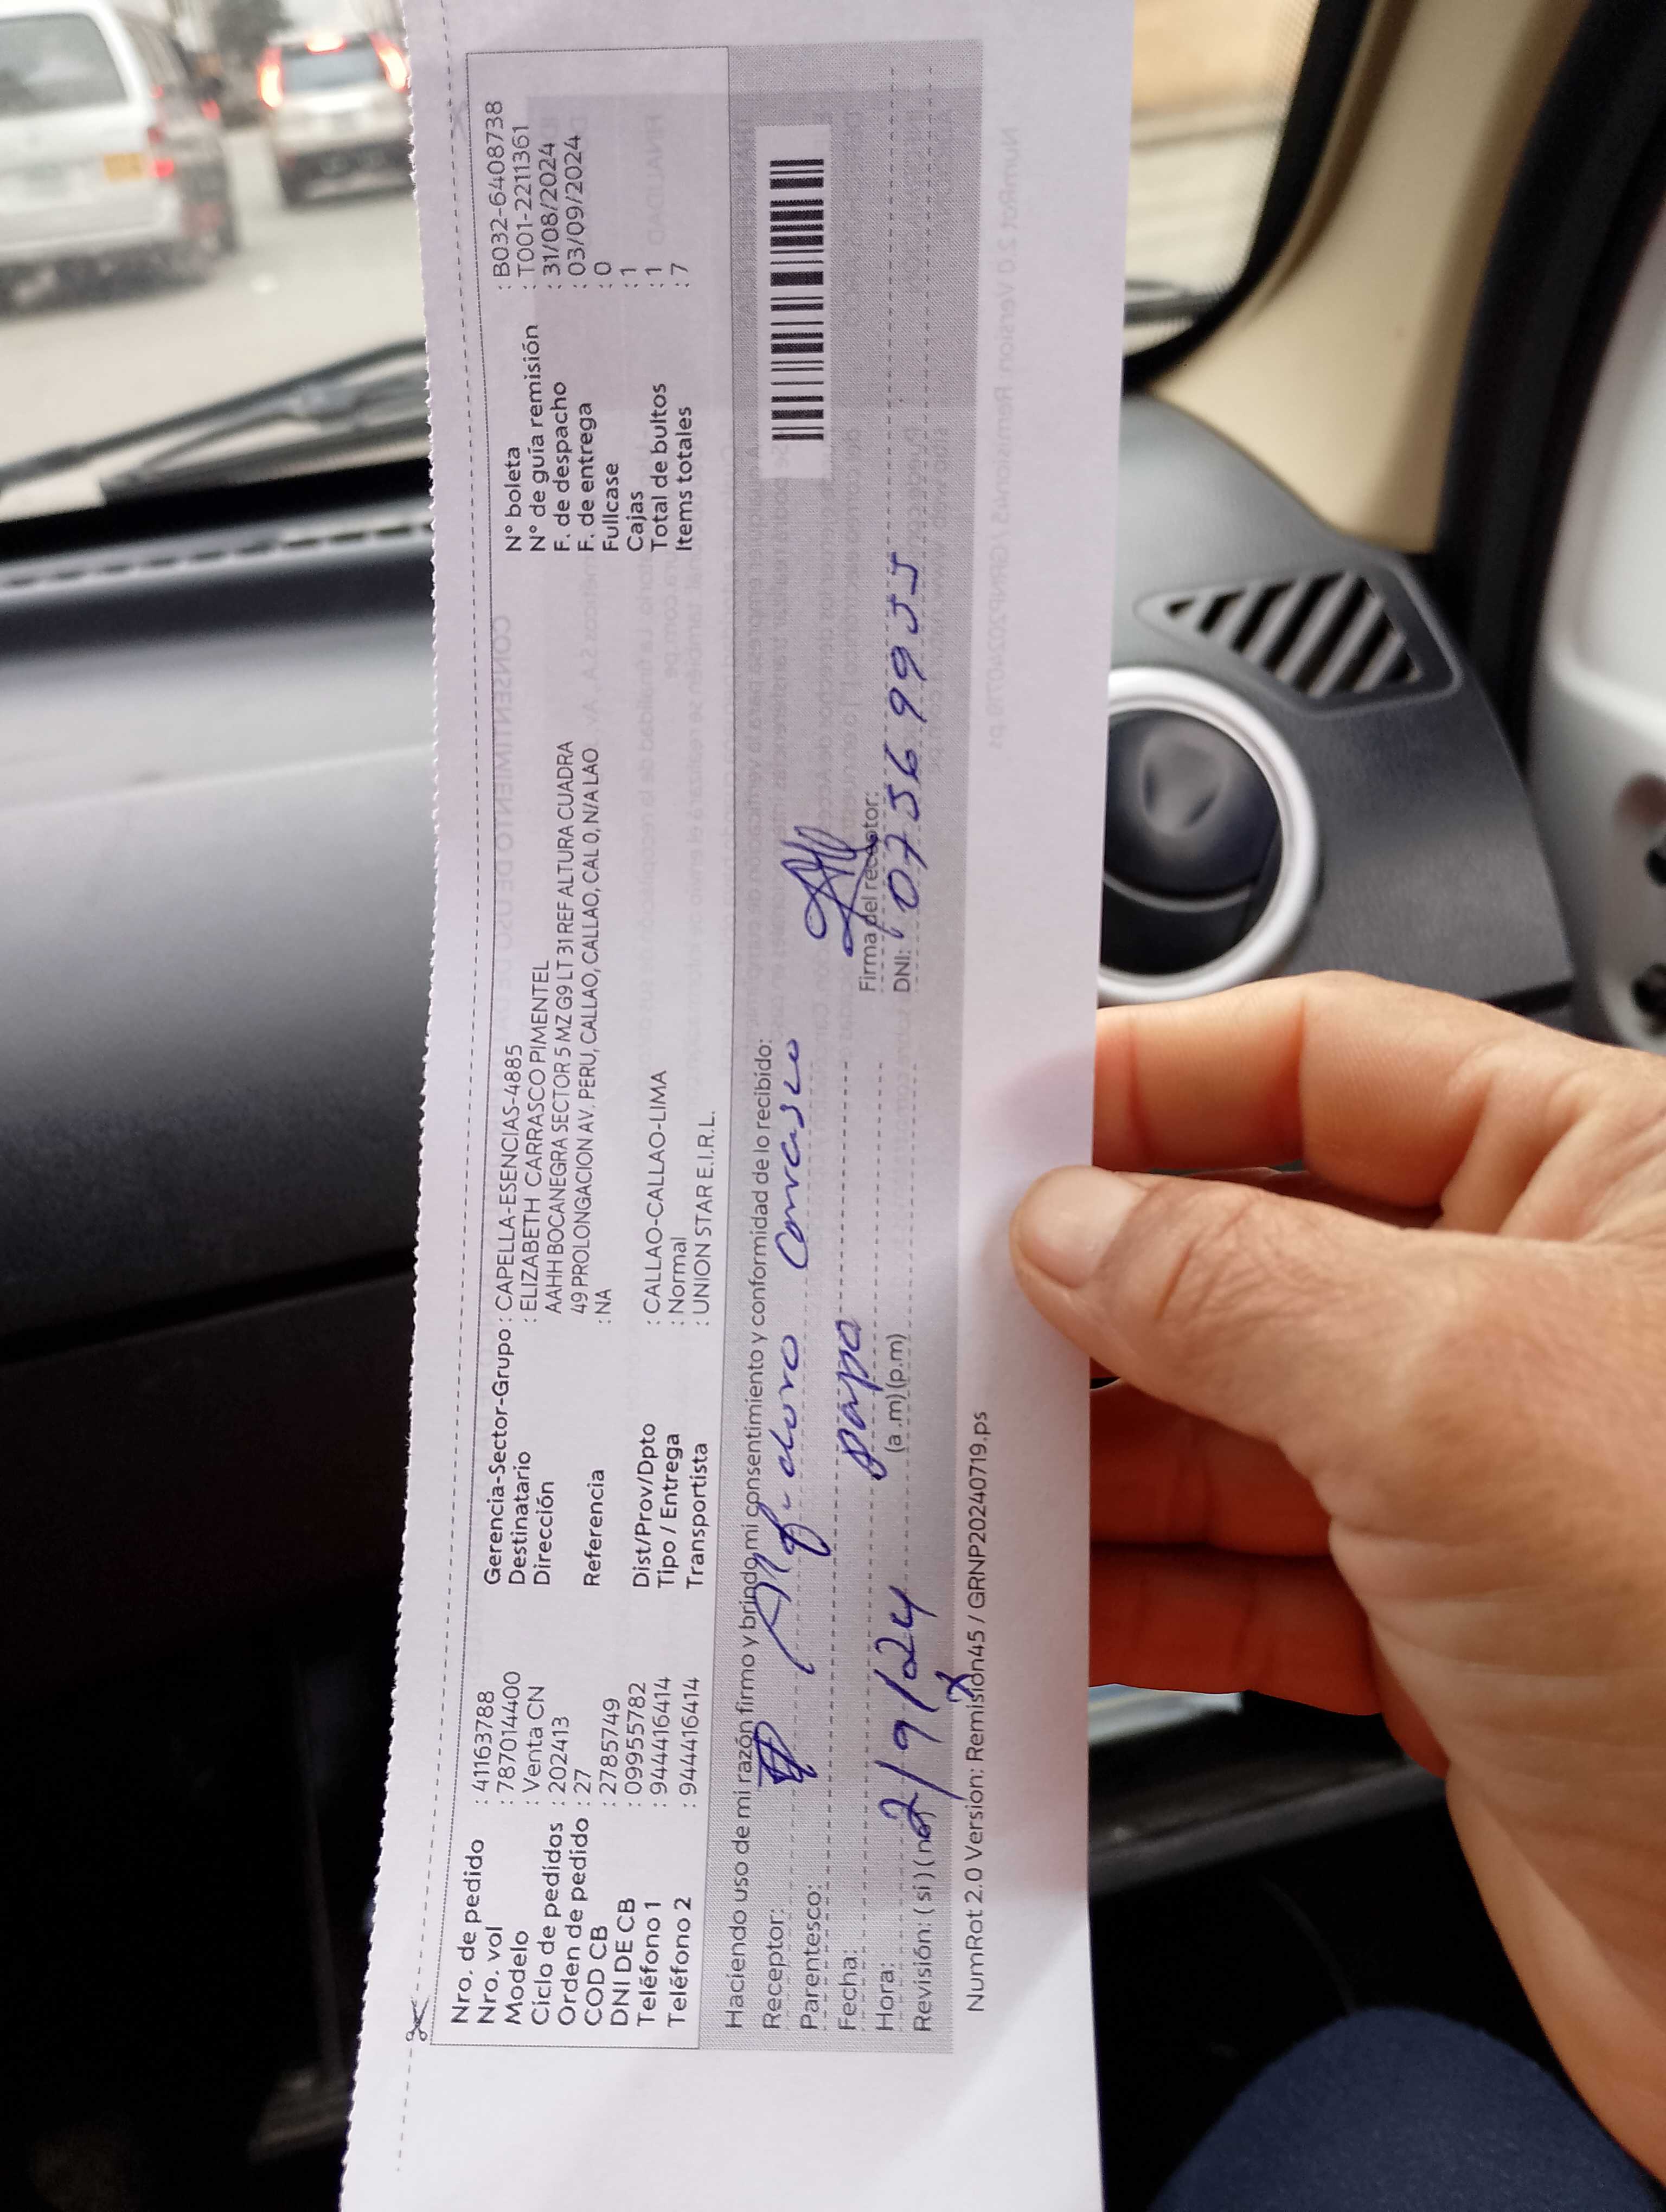 Nro. de pedido : 41163788
Nro. vol : 787014400
Modelo : Venta CN
Ciclo de pedidos : 202413
Orden de pedido : 27
COD CB : 2785749
DNI DE CB : 09955782
Teléfono 1 : 944416414
Teléfono 2 : 944416414
Gerencia-Sector-Grupo : CAPELLA-ESENCIAS-4885
Destinatario : ELIZABETH CARRASCO PIMENTEL
Dirección AAHH BOCANEGRA SECTOR 5 MZ G9 LT 31 REF ALTURA CUADRA
49 PROLONGACION AV. PERU, CALLAO, CALLAO, CAL 0, N/A LAO
Referencia : NA
Dist/Prov/Dpto : CALLAO-CALLAO-LIMA
Tipo / Entrega : Normal
Transportista : UNION STAR E.I.R.L.
N° boleta : B032-6408738
N° de guía remisión : T001-2211361
F. de despacho : 31/08/2024
F. de entrega : 03/09/2024
Fullcase : 0
Cajas : 1
Total de bultos : 1
Items totales : 7
Haciendo uso de mi razón firmo y brindo mi consentimiento y conformidad de lo recibido:
Receptor: Carrasco
Parentesco: papa
Fecha: 2/9/24
Hora: (a.m) (p.m)
Revisión: ( si ) (no) x
Firma del receptor:
DNI: 07569955
NumRot 2.0 Version: Remision45 / GRNP20240719.ps